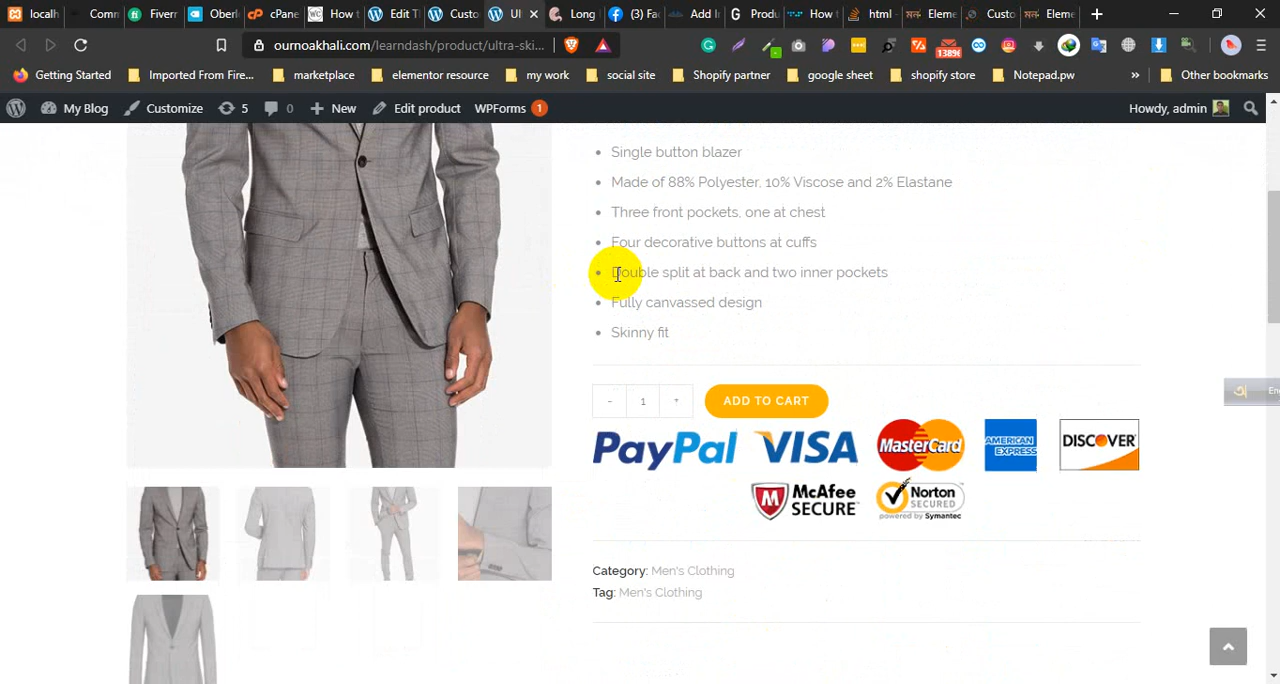 localh
Comm
Fiverr
Oberl
cPane
How t
Edit T
Custo
Ul
Long
(3) Fa
Add I
Produ
How t
html
Eleme
Custo
Eleme
ournoakhali.com/learndash/product/ultra-ski...
Getting Started
Imported From Fire...
marketplace
elementor resource
my work
social site
Shopify partner
google sheet
shopify store
Notepad.pw
Other bookmarks
My Blog
Customize
5
0
New
Edit product
WPForms 1
Howdy, admin
Single button blazer
Made of 88% Polyester, 10% Viscose and 2% Elastane
Three front pockets, one at chest
Four decorative buttons at cuffs
Double split at back and two inner pockets
Fully canvassed design
Skinny fit
- 1 +
ADD TO CART
PayPal VISA MasterCard AMERICAN EXPRESS DISCOVER
McAfee SECURE
Norton SECURED
powered by Symantec
Category: Men's Clothing
Tag: Men's Clothing